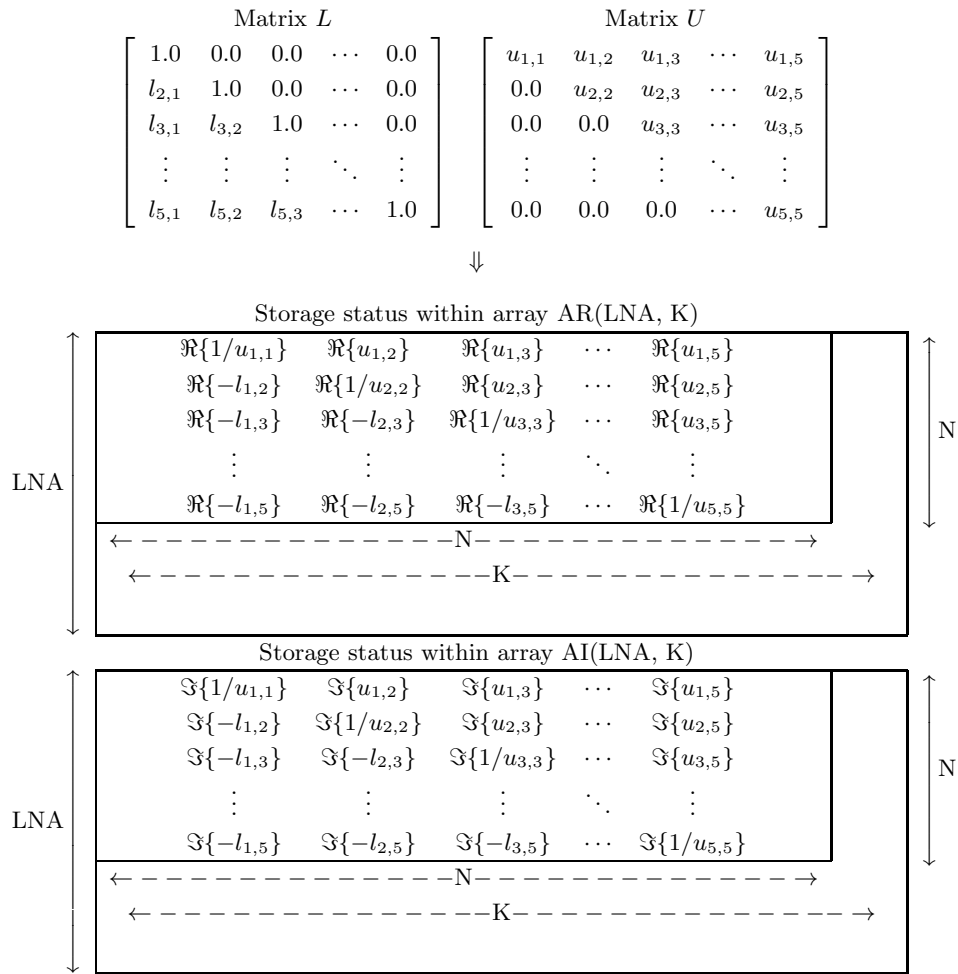 Matrix L Matrix U
1.0 0.0 0.0 ⋯ 0.0 u1,1 u1,2 u1,3 ⋯ u1,5
l2,1 1.0 0.0 ⋯ 0.0 0.0 u2,2 u2,3 ⋯ u2,5
l3,1 l3,2 1.0 ⋯ 0.0 0.0 0.0 u3,3 ⋯ u3,5
⋮ ⋮ ⋮ ⋱ ⋮ ⋮ ⋮ ⋮ ⋱ ⋮
l5,1 l5,2 l5,3 ⋯ 1.0 0.0 0.0 0.0 ⋯ u5,5
⇓
Storage status within array AR(LNA, K)
ℜ{1/u1,1} ℜ{u1,2} ℜ{u1,3} ⋯ ℜ{u1,5}
ℜ{−l1,2} ℜ{1/u2,2} ℜ{u2,3} ⋯ ℜ{u2,5}
ℜ{−l1,3} ℜ{−l2,3} ℜ{1/u3,3} ⋯ ℜ{u3,5}
N
⋮ ⋮ ⋮ ⋱ ⋮
LNA
ℜ{−l1,5} ℜ{−l2,5} ℜ{−l3,5} ⋯ ℜ{1/u5,5}
N
K
Storage status within array AI(LNA, K)
ℑ{1/u1,1} ℑ{u1,2} ℑ{u1,3} ⋯ ℑ{u1,5}
ℑ{−l1,2} ℑ{1/u2,2} ℑ{u2,3} ⋯ ℑ{u2,5}
ℑ{−l1,3} ℑ{−l2,3} ℑ{1/u3,3} ⋯ ℑ{u3,5}
N
⋮ ⋮ ⋮ ⋱ ⋮
LNA
ℑ{−l1,5} ℑ{−l2,5} ℑ{−l3,5} ⋯ ℑ{1/u5,5}
N
K